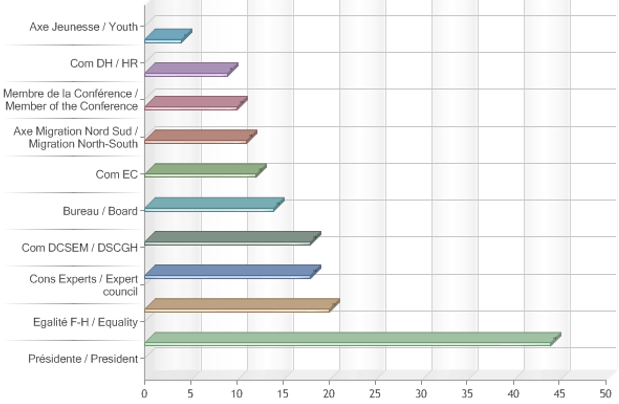 Axe Jeunesse / Youth
Com DH / HR
Membre de la Conférence /
Member of the Conference
Axe Migration Nord Sud /
Migration North-South
Com EC
Bureau / Board
Com DCSEM / DSCGH
Cons Experts / Expert
council
Egalité F-H / Equality
Présidente / President
0 5 10 15 20 25 30 35 40 45 50